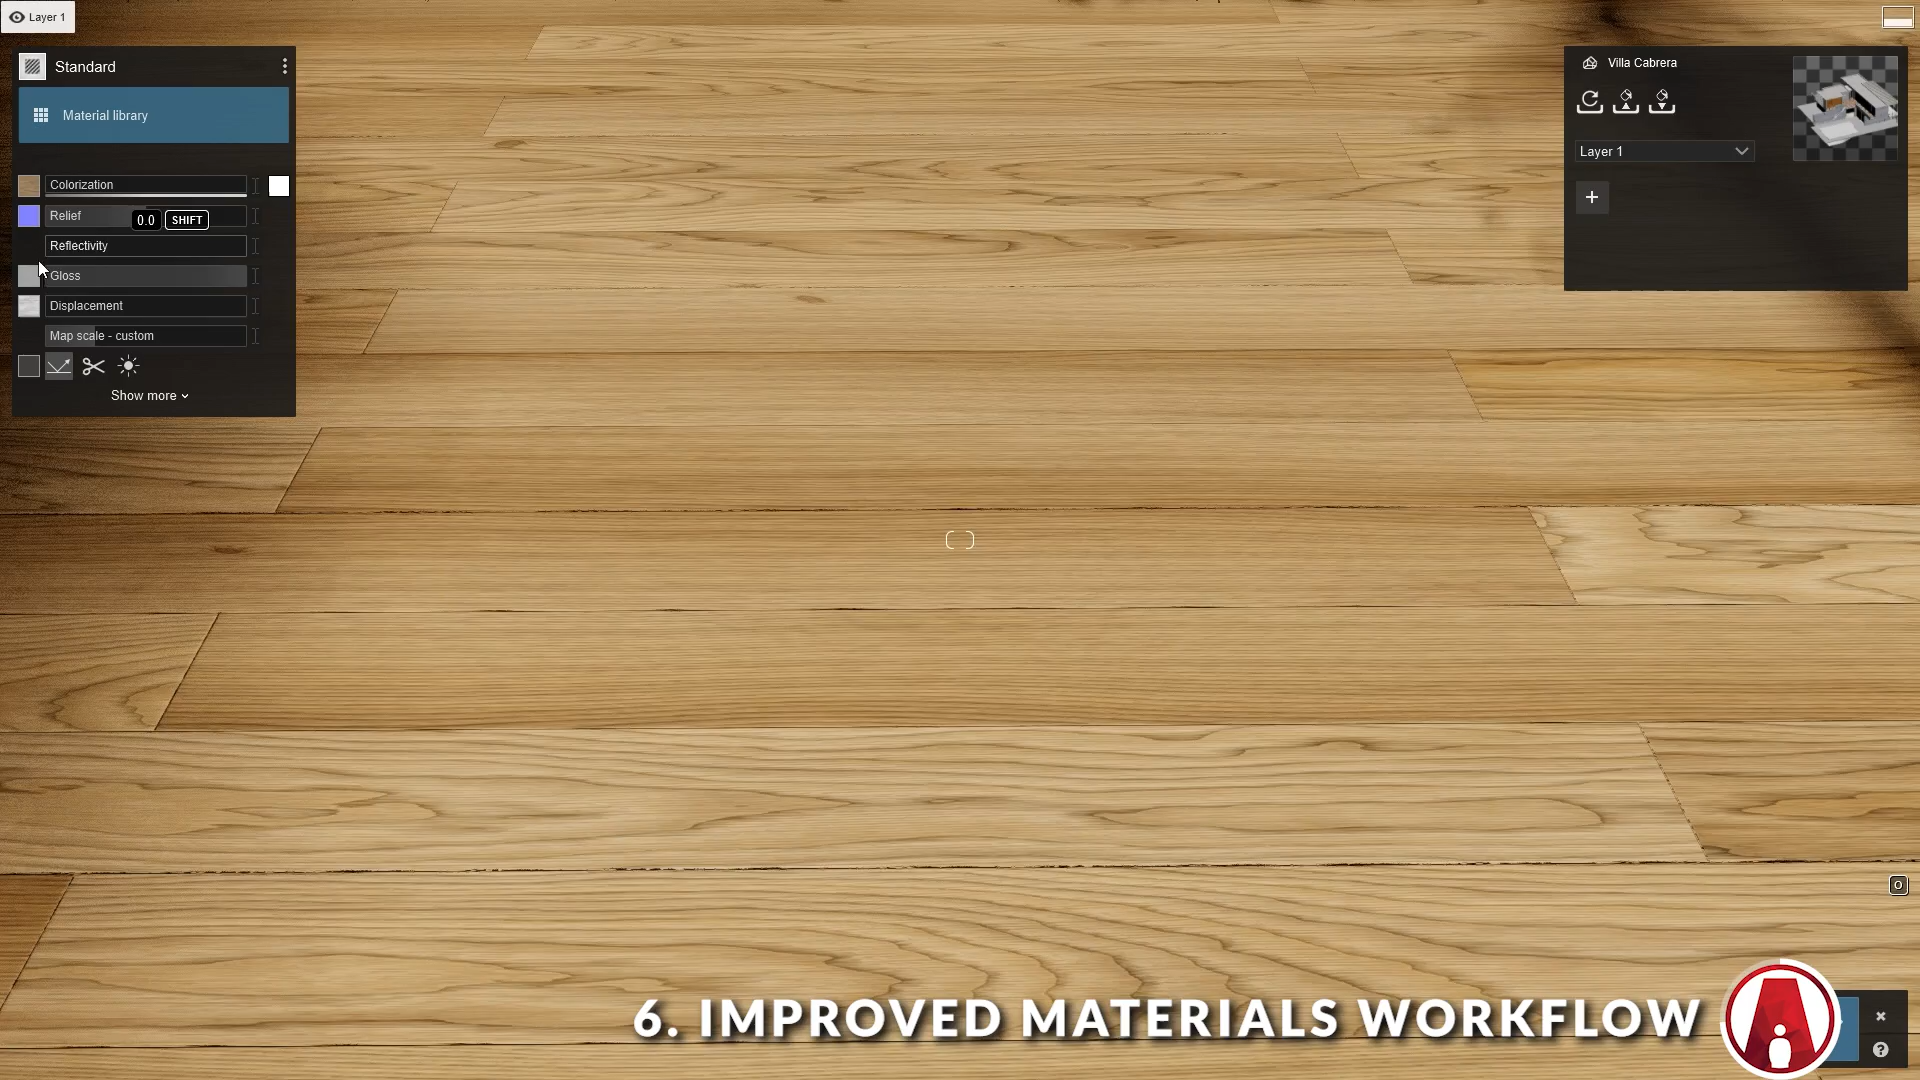 Layer 1
Standard
Material library
Colorization
Relief
0.0 SHIFT
Reflectivity
Gloss
Displacement
Map scale - custom
Show more
Villa Cabrera
Layer 1
O
6. IMPROVED MATERIALS WORKFLOW